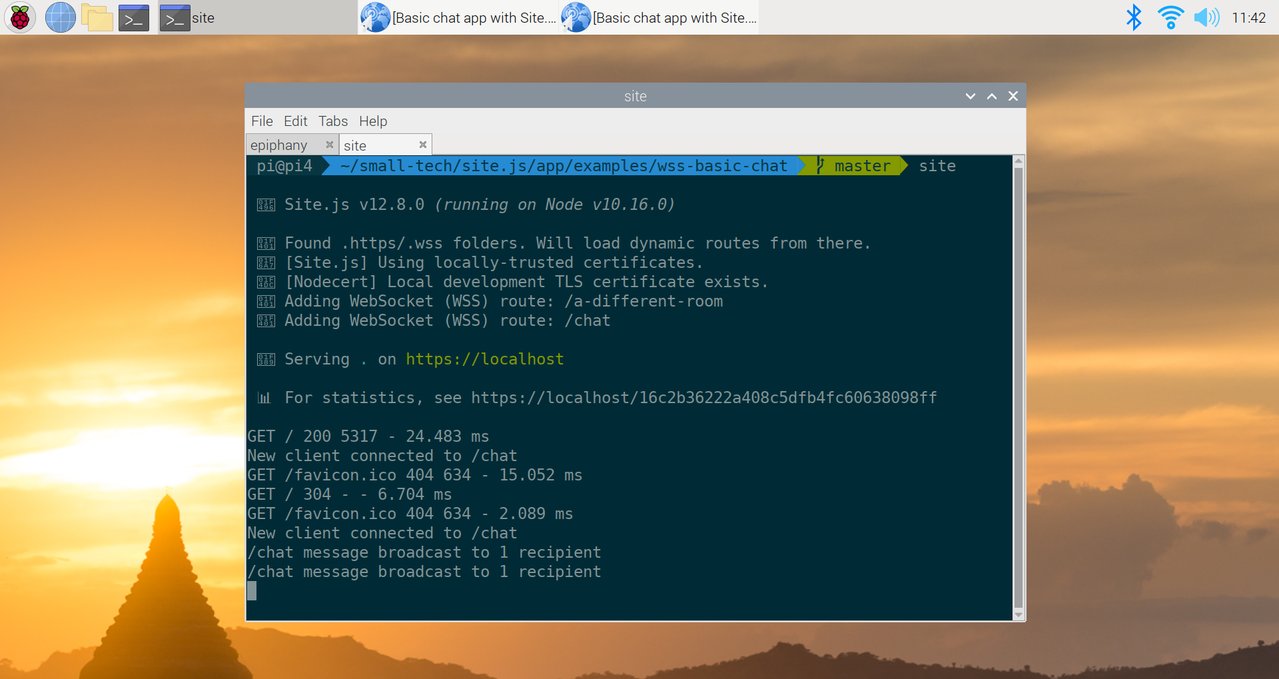 site
[Basic chat app with Site....
[Basic chat app with Site....
11:42
site
File Edit Tabs Help
epiphany
site
pi@pi4 ~/small-tech/site.js/app/examples/wss-basic-chat master site
Site.js v12.8.0 (running on Node v10.16.0)
Found .https/.wss folders. Will load dynamic routes from there.
[Site.js] Using locally-trusted certificates.
[Nodecert] Local development TLS certificate exists.
Adding WebSocket (WSS) route: /a-different-room
Adding WebSocket (WSS) route: /chat
Serving . on https://localhost
For statistics, see https://localhost/16c2b36222a408c5dfb4fc60638098ff
GET / 200 5317 - 24.483 ms
New client connected to /chat
GET /favicon.ico 404 634 - 15.052 ms
GET / 304 - - 6.704 ms
GET /favicon.ico 404 634 - 2.089 ms
New client connected to /chat
/chat message broadcast to 1 recipient
/chat message broadcast to 1 recipient